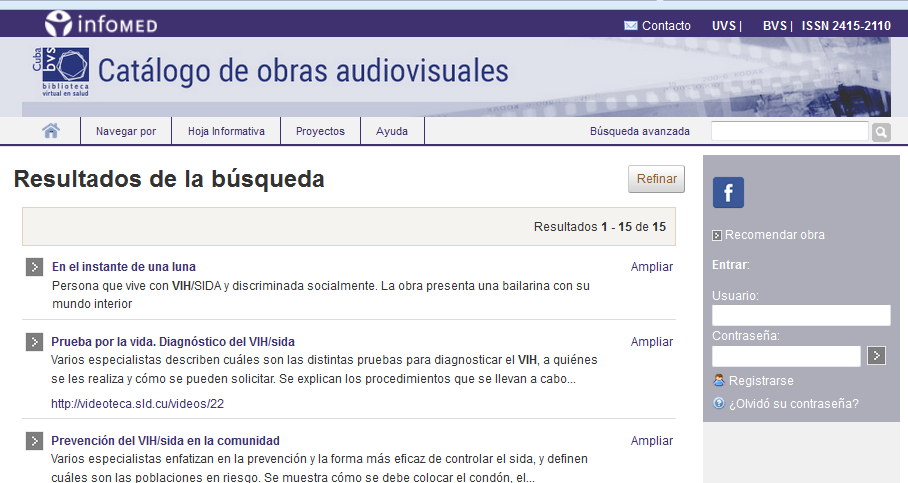 infoMED
Contacto UVS | BVS | ISSN 2415-2110
Cuba
bvs
biblioteca
virtual en salud
Catálogo de obras audiovisuales
Navegar por Hoja Informativa Proyectos Ayuda Búsqueda avanzada
Resultados de la búsqueda
Refinar
Resultados 1 - 15 de 15
En el instante de una luna Ampliar
Persona que vive con VIH/SIDA y discriminada socialmente. La obra presenta una bailarina con su
mundo interior
Prueba por la vida. Diagnóstico del VIH/sida Ampliar
Varios especialistas describen cuáles son las distintas pruebas para diagnosticar el VIH, a quiénes
se les realiza y cómo se pueden solicitar. Se explican los procedimientos que se llevan a cabo...
http://videoteca.sld.cu/videos/22
Prevención del VIH/sida en la comunidad Ampliar
Varios especialistas enfatizan en la prevención y la forma más eficaz de controlar el sida, y definen
cuáles son las poblaciones en riesgo. Se muestra cómo se debe colocar el condón, el...
f
Recomendar obra
Entrar:
Usuario:
Contraseña:
Registrarse
¿Olvidó su contraseña?